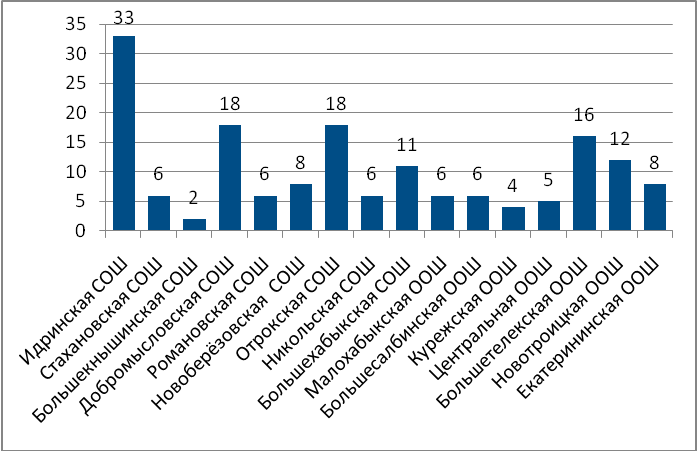 35
30
25
20
15
10
5
0
33
6
2
18
6
8
18
6
11
6
6
4
5
16
12
8
Идринская СОШ
Стахановская СОШ
Большекнышинская СОШ
Добромысловская СОШ
Романовская СОШ
Новоберёзовская СОШ
Отрокская СОШ
Никольская СОШ
Большехабыкская СОШ
Малохабыкская ООШ
Большесалбинская ООШ
Курежская ООШ
Центральная ООШ
Большетелекская ООШ
Новотроицкая ООШ
Екатерининская ООШ